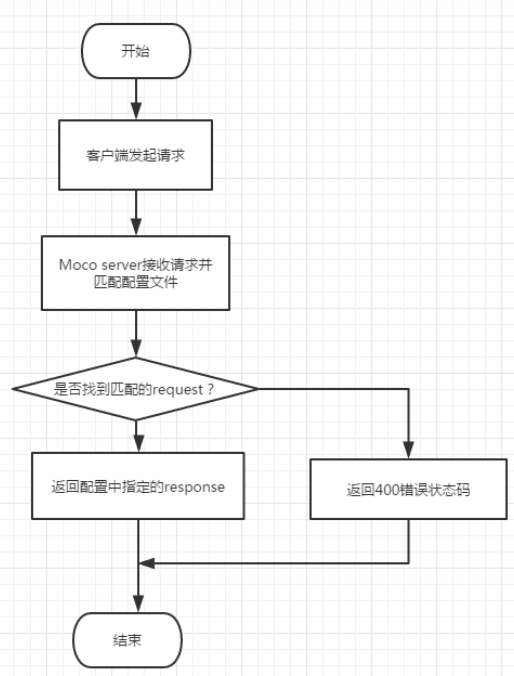 开始
客户端发起请求
Moco server接收请求并
匹配配置文件
是否找到匹配的request？
返回配置中指定的response
返回400错误状态码
结束